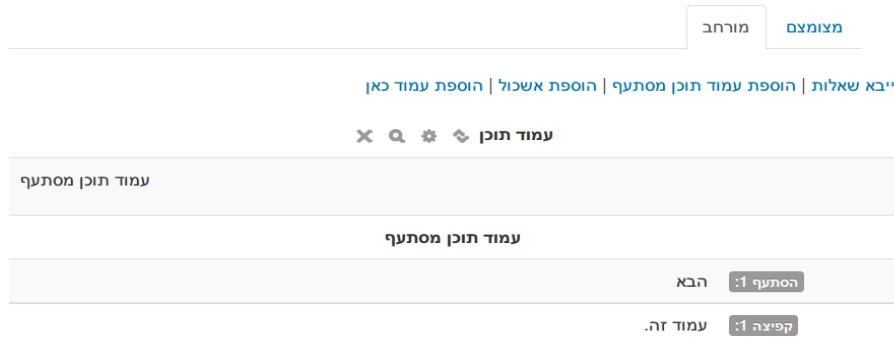 מצומצם מורחב
ייבא שאלות | הוספת עמוד תוכן מסתעף | הוספת אשכול | הוספת עמוד כאן
עמוד תוכן
עמוד תוכן מסתעף
עמוד תוכן מסתעף
הסתעף 1: הבא
קפיצה 1: עמוד זה.